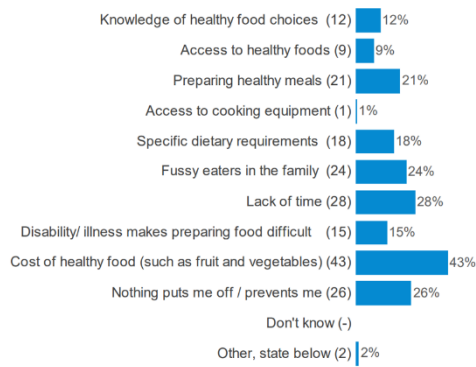 Knowledge of healthy food choices (12) 12%
Access to healthy foods (9) 9%
Preparing healthy meals (21) 21%
Access to cooking equipment (1) 1%
Specific dietary requirements (18) 18%
Fussy eaters in the family (24) 24%
Lack of time (28) 28%
Disability/ illness makes preparing food difficult (15) 15%
Cost of healthy food (such as fruit and vegetables) (43) 43%
Nothing puts me off / prevents me (26) 26%
Don't know (-)
Other, state below (2) 2%